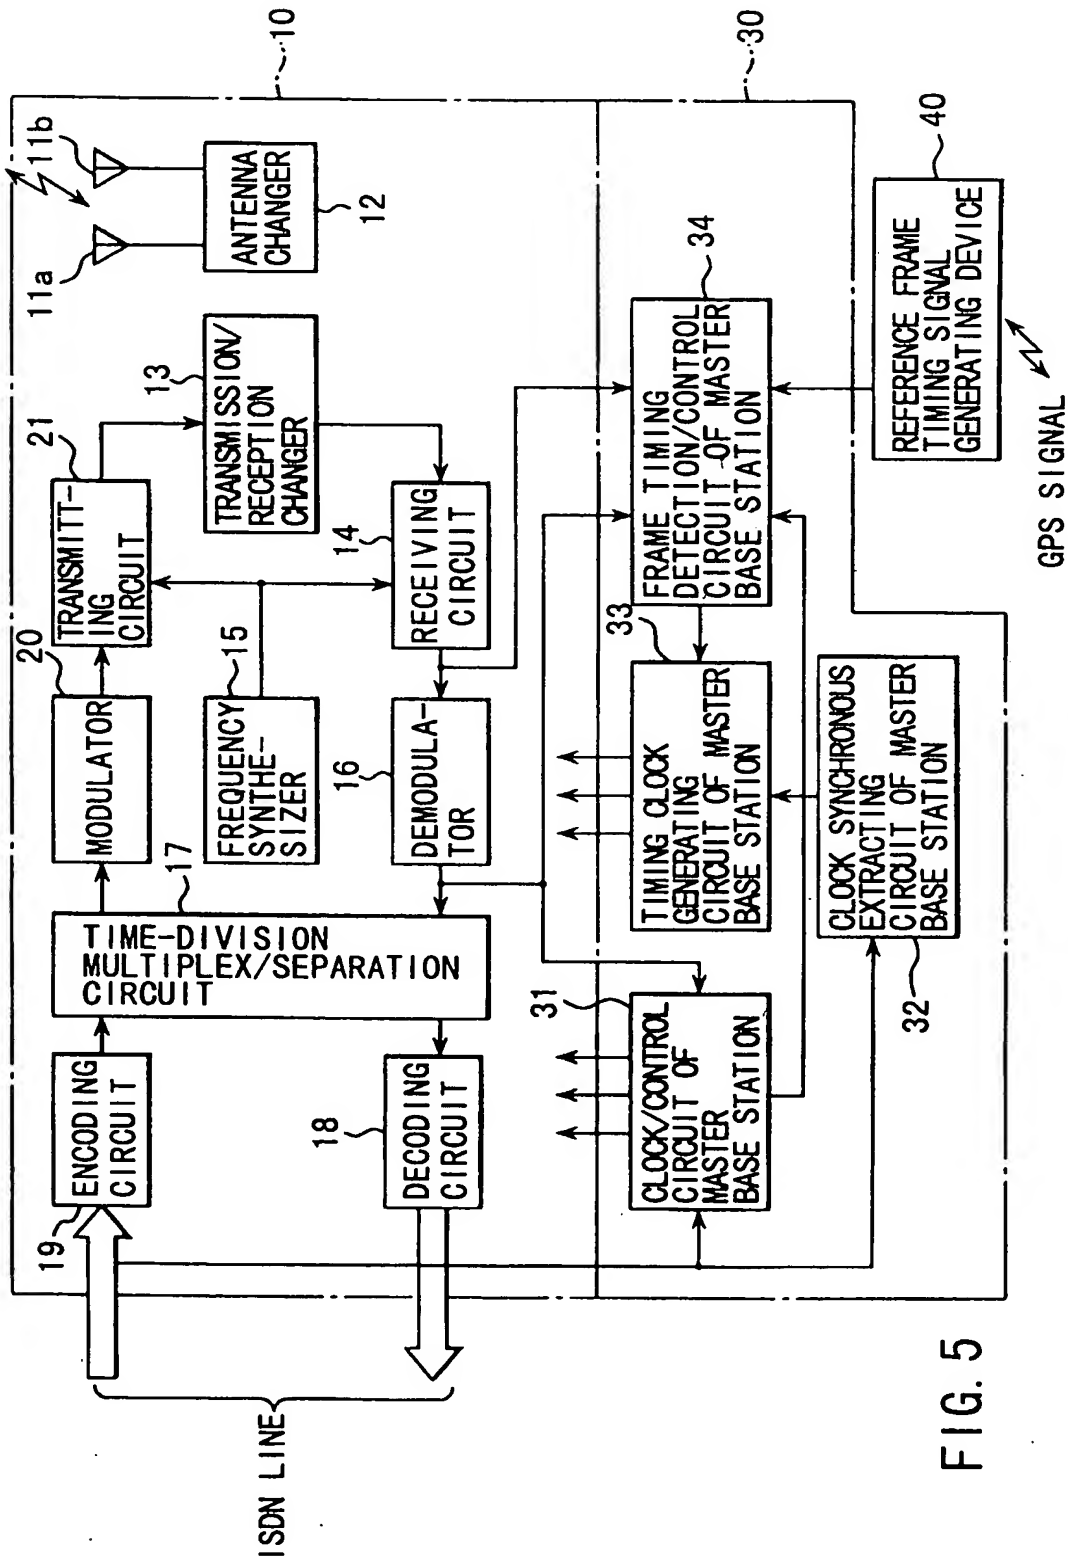 ISDN LINE
19
ENCODING
CIRCUIT
18
DECODING
CIRCUIT
17
TIME-DIVISION
MULTIPLEX/SEPARATION
CIRCUIT
20
MODULATOR
15
FREQUENCY
SYNTHE-
SIZER
16
DEMODULA-
TOR
21
TRANSMITT-
ING
CIRCUIT
14
RECEIVING
CIRCUIT
13
TRANSMISSION/
RECEPTION
CHANGER
11a
11b
ANTENNA
CHANGER
12
10
31
CLOCK/CONTROL
CIRCUIT OF
MASTER
BASE STATION
33
TIMING CLOCK
GENERATING
CIRCUIT OF MASTER
BASE STATION
34
FRAME TIMING
DETECTION/CONTROL
CIRCUIT OF MASTER
BASE STATION
30
32
CLOCK SYNCHRONOUS
EXTRACTING
CIRCUIT OF MASTER
BASE STATION
40
REFERENCE FRAME
TIMING SIGNAL
GENERATING DEVICE
GPS SIGNAL
FIG. 5